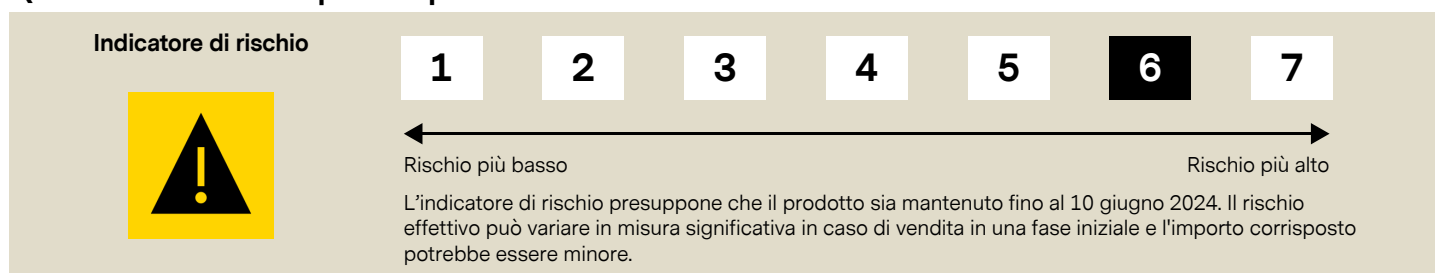 Indicatore di rischio
1 2 3 4 5 6 7
Rischio più basso Rischio più alto
L'indicatore di rischio presuppone che il prodotto sia mantenuto fino al 10 giugno 2024. Il rischio
effettivo può variare in misura significativa in caso di vendita in una fase iniziale e l'importo corrisposto
potrebbe essere minore.